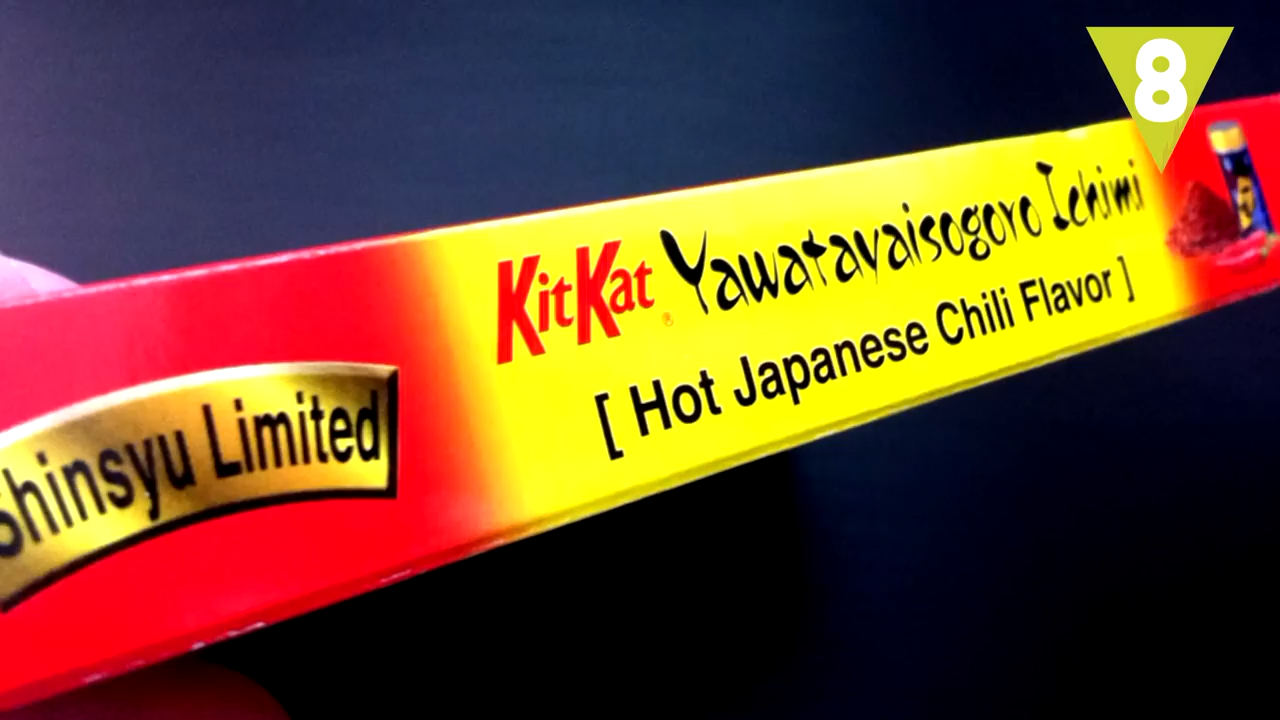 8
KitKat® Yawatayaisogoro Ichimi
[ Hot Japanese Chili Flavor ]
Shinsyu Limited